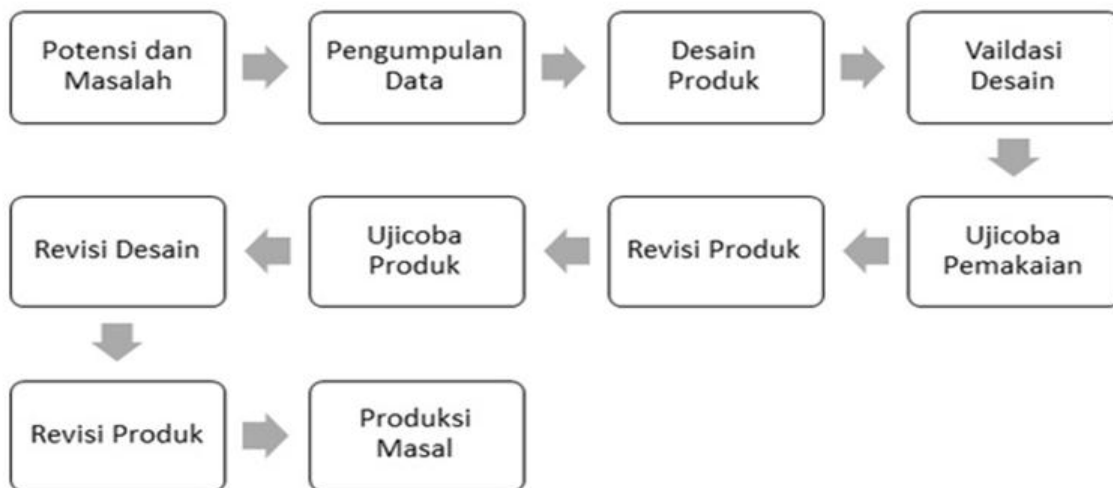 Potensi dan
Masalah
Pengumpulan
Data
Desain
Produk
Vaildasi
Desain
Ujicoba
Pemakaian
Revisi Produk
Ujicoba
Produk
Revisi Desain
Revisi Produk
Produksi
Masal